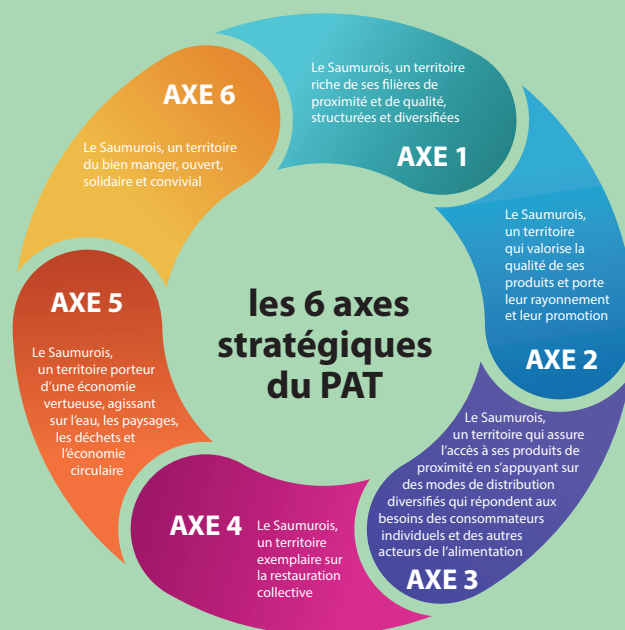 les 6 axes
stratégiques
du PAT
Le Saumurois, un territoire
riche de ses filières de
proximité et de qualité,
structurées et diversifiées
AXE 1
Le Saumurois,
un territoire
qui valorise la
qualité de ses
produits et porte
leur rayonnement
et leur promotion
AXE 2
Le Saumurois,
un territoire qui assure
l'accès à ses produits de
proximité en s'appuyant sur
des modes de distribution
diversifiés qui répondent aux
besoins des consommateurs
individuels et des autres
acteurs de l'alimentation
AXE 3
AXE 4
Le Saumurois,
un territoire
exemplaire sur
la restauration
collective
AXE 5
Le Saumurois,
un territoire porteur
d'une économie
vertueuse, agissant
sur l'eau, les paysages,
les déchets et
l'économie
circulaire
AXE 6
Le Saumurois, un territoire
du bien manger, ouvert,
solidaire et convivial